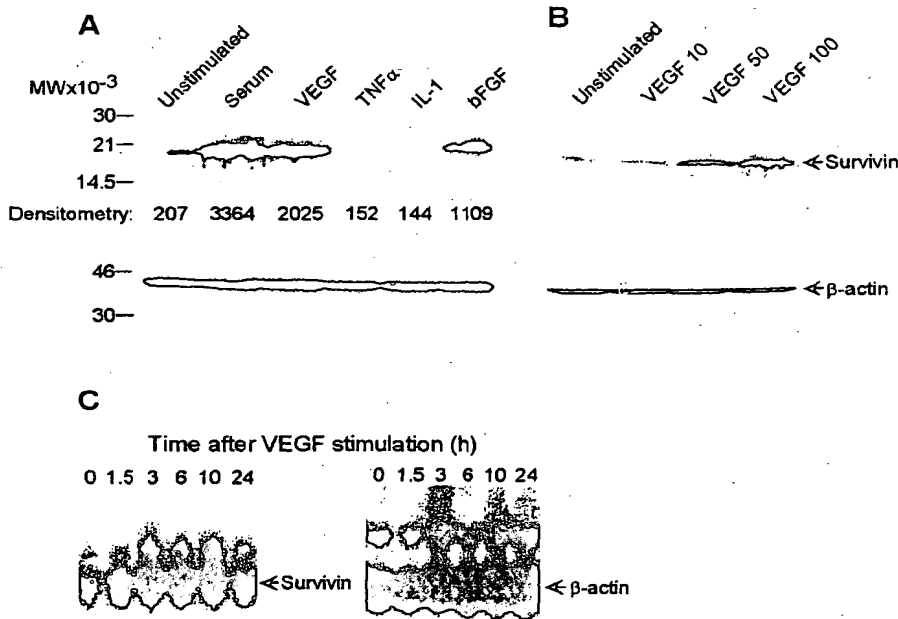 A
Unstimulated Serum VEGF TNFα IL-1 bFGF
MWx10-3
30
21
14.5
Densitometry: 207 3364 2025 152 144 1109
46
β-actin
30
B
Unstimulated VEGF 10 VEGF 50 VEGF 100
Survivin
β-actin
C
Time after VEGF stimulation (h)
0 1.5 3 6 10 24
0 1.5 3 6 10 24
Survivin
β-actin